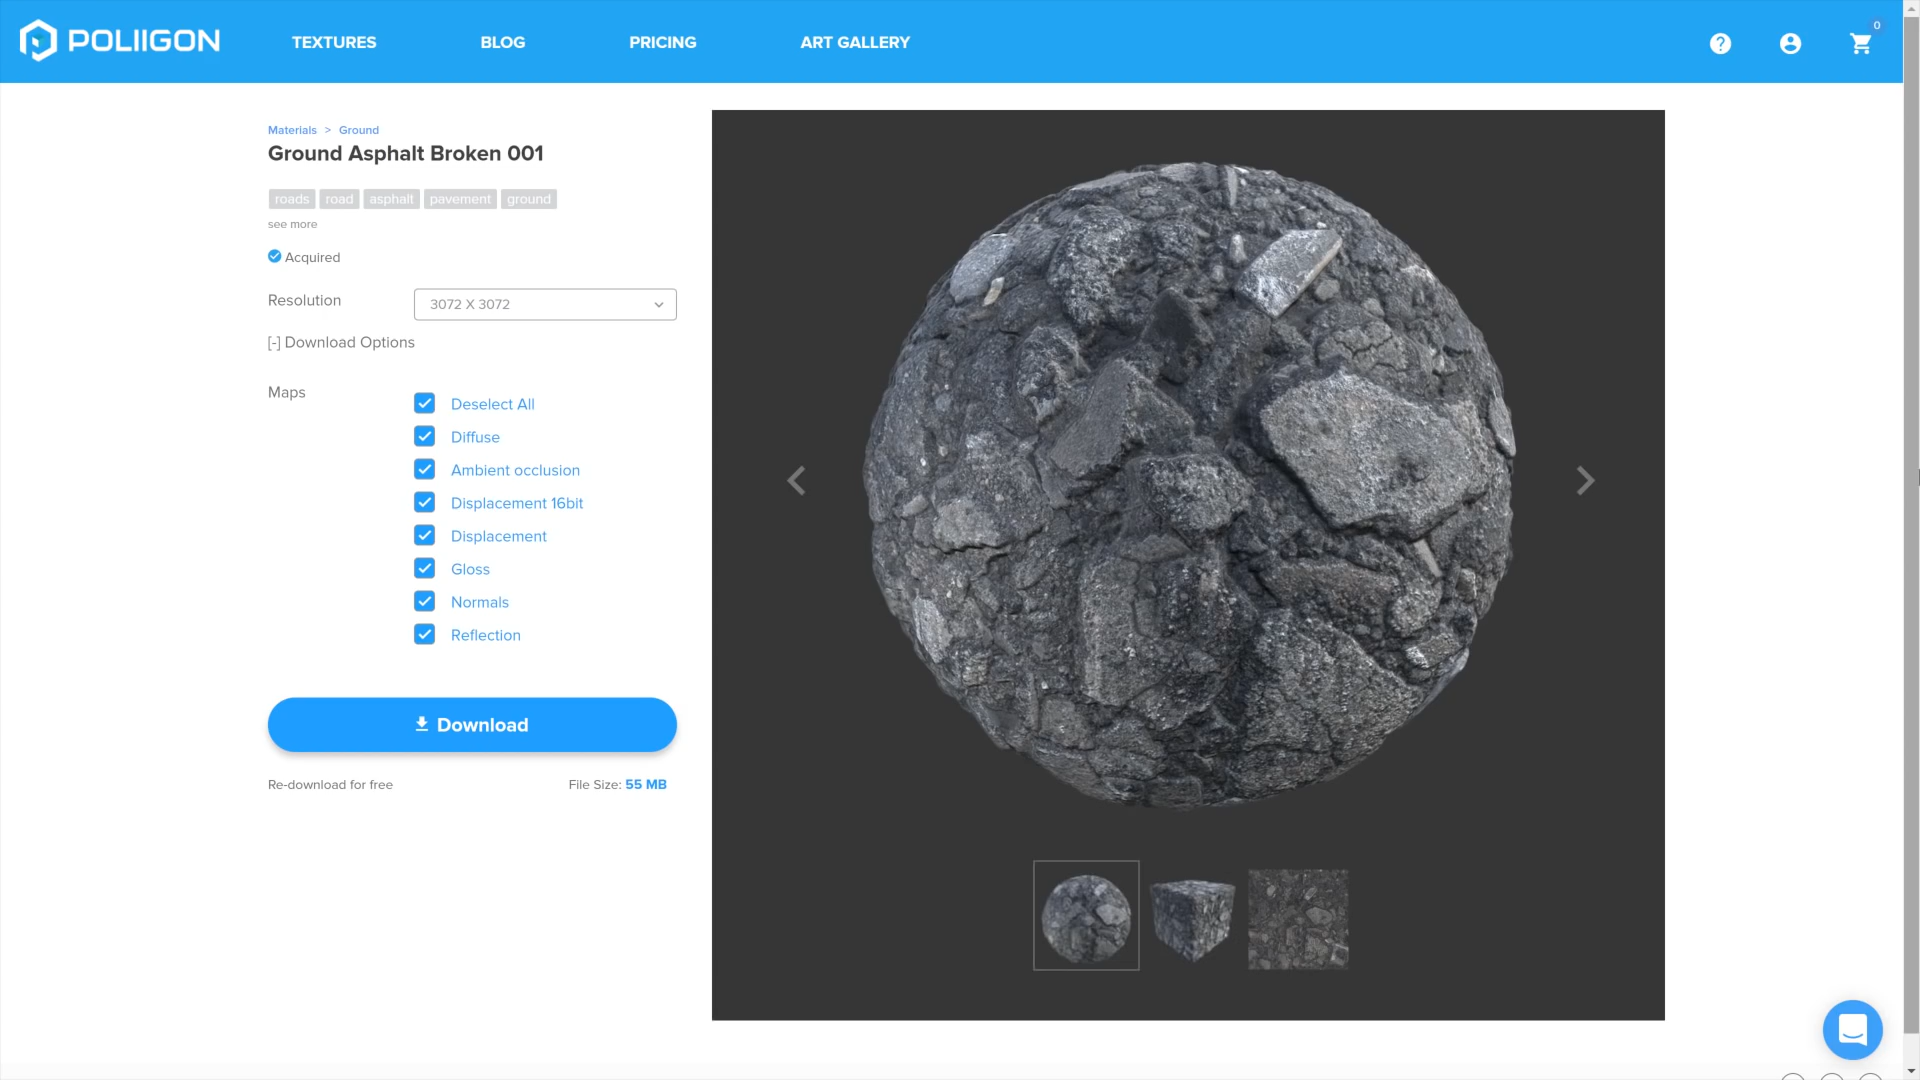 POLIIGON
TEXTURES
BLOG
PRICING
ART GALLERY
0
Materials > Ground
Ground Asphalt Broken 001
roads road asphalt pavement ground
see more
Acquired
Resolution
3072 X 3072
[-] Download Options
Maps
Deselect All
Diffuse
Ambient occlusion
Displacement 16bit
Displacement
Gloss
Normals
Reflection
Download
Re-download for free
File Size: 55 MB